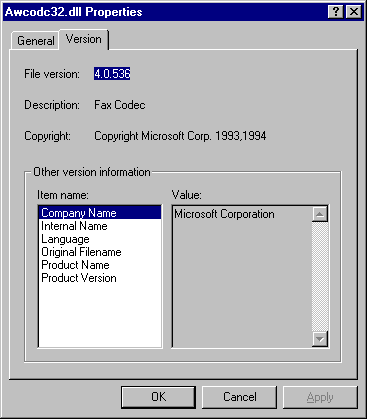 Awcodc32.dll Properties
General
Version
File version: 4.0.536
Description: Fax Codec
Copyright: Copyright Microsoft Corp. 1993,1994
Other version information
Item name: Value:
Company Name Microsoft Corporation
Internal Name
Language
Original Filename
Product Name
Product Version
OK Cancel Apply